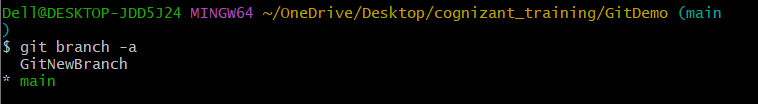 Dell@DESKTOP-JDD5J24 MINGW64 ~/OneDrive/Desktop/cognizant_training/GitDemo (main
)
$ git branch -a
  GitNewBranch
* main